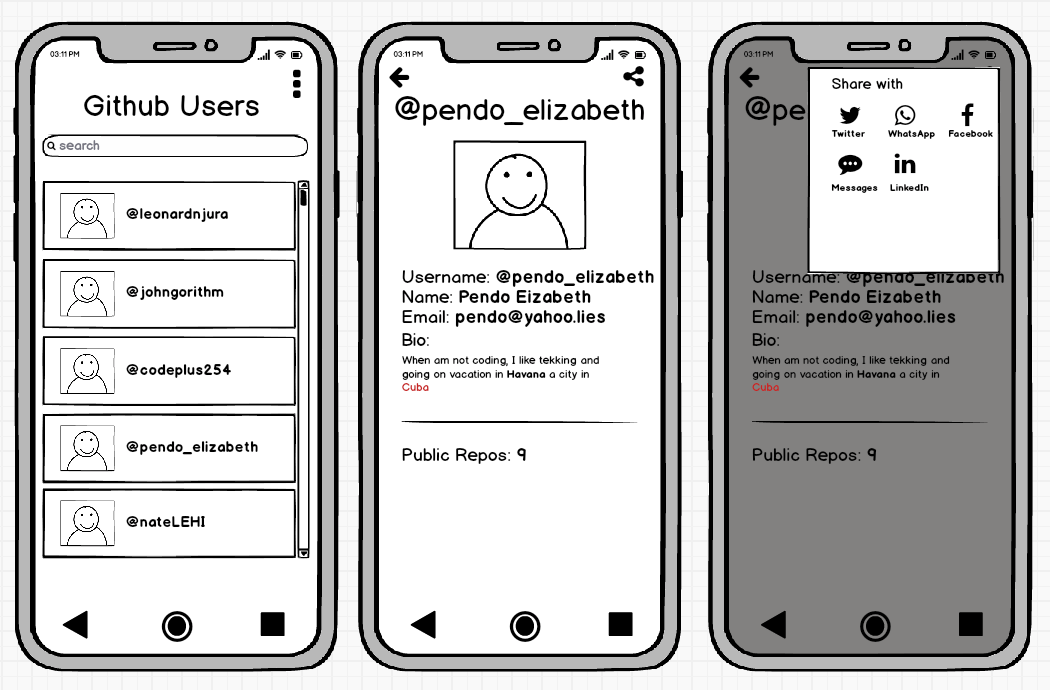 03:11 PM
Github Users
search
@leonardnjura
@johngorithm
@codeplus254
@pendo_elizabeth
@nateLEHI
03:11 PM
@pendo_elizabeth
Username: @pendo_elizabeth
Name: Pendo Eizabeth
Email: pendo@yahoo.lies
Bio:
When am not coding, I like tekking and
going on vacation in Havana a city in
Cuba
Public Repos: 9
03:11 PM
@pe
Share with
Twitter WhatsApp Facebook
Messages LinkedIn
Username: @pendo_elizabeth
Name: Pendo Eizabeth
Email: pendo@yahoo.lies
Bio:
When am not coding, I like tekking and
going on vacation in Havana a city in
Cuba
Public Repos: 9